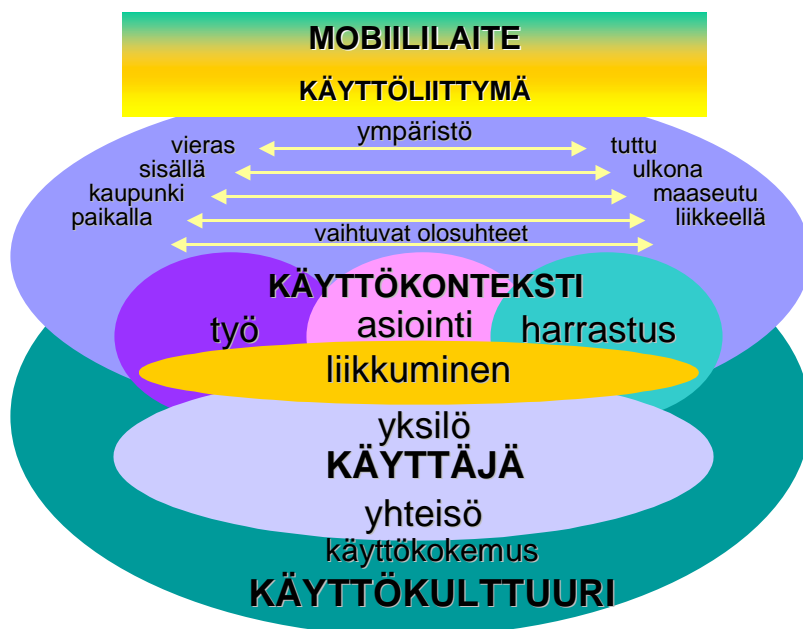 MOBIILILAITE
KÄYTTÖLIITTYMÄ
ympäristö
vieras tuttu
sisällä ulkona
kaupunki maaseutu
paikalla liikkeellä
vaihtuvat olosuhteet
KÄYTTÖKONTEKSTI
työ asiointi harrastus
liikkuminen
yksilö
KÄYTTÄJÄ
yhteisö
käyttökokemus
KÄYTTÖKULTTUURI